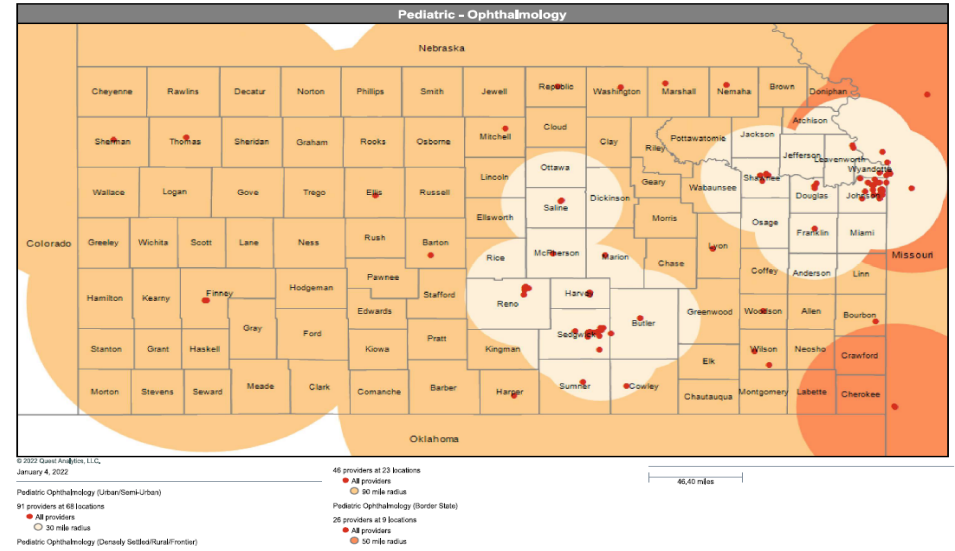 Pediatric - Ophthalmology
Nebraska
Cheyenne Rawlins Decatur Norton Phillips Smith Jewell Republic Washington Marshall Nemaha Brown Doniphan
Sherman Thomas Sheridan Graham Rooks Osborne Mitchell Cloud Clay Riley Pottawatomie Jackson Atchison
Jefferson Leavenworth
Wyandotte
Wallace Logan Gove Trego Ellis Russell Lincoln Ottawa Geary Wabaunsee Shawnee Douglas Johnson
Saline Dickinson
Ellsworth Morris Osage Franklin Miami
Colorado Greeley Wichita Scott Lane Ness Rush Barton Rice McPherson Marion Chase Lyon Missouri
Coffey Anderson Linn
Hamilton Kearny Finney Hodgeman Pawnee Stafford Reno Harvey
Edwards Butler Greenwood Woodson Allen Bourbon
Gray Ford Pratt Sedgwick
Stanton Grant Haskell Kiowa Kingman Elk Wilson Neosho Crawford
Morton Stevens Seward Meade Clark Comanche Barber Harper Sumner Cowley Chautauqua Montgomery Labette Cherokee
Oklahoma
© 2022 Quest Analytics, LLC.
January 4, 2022
Pediatric Ophthalmology (Urban/Semi-Urban)
91 providers at 68 locations
All providers
30 mile radius
Pediatric Ophthalmology (Densely Settled/Rural/Frontier)
46 providers at 23 locations
All providers
90 mile radius
Pediatric Ophthalmology (Border State)
26 providers at 9 locations
All providers
50 mile radius
46.40 miles